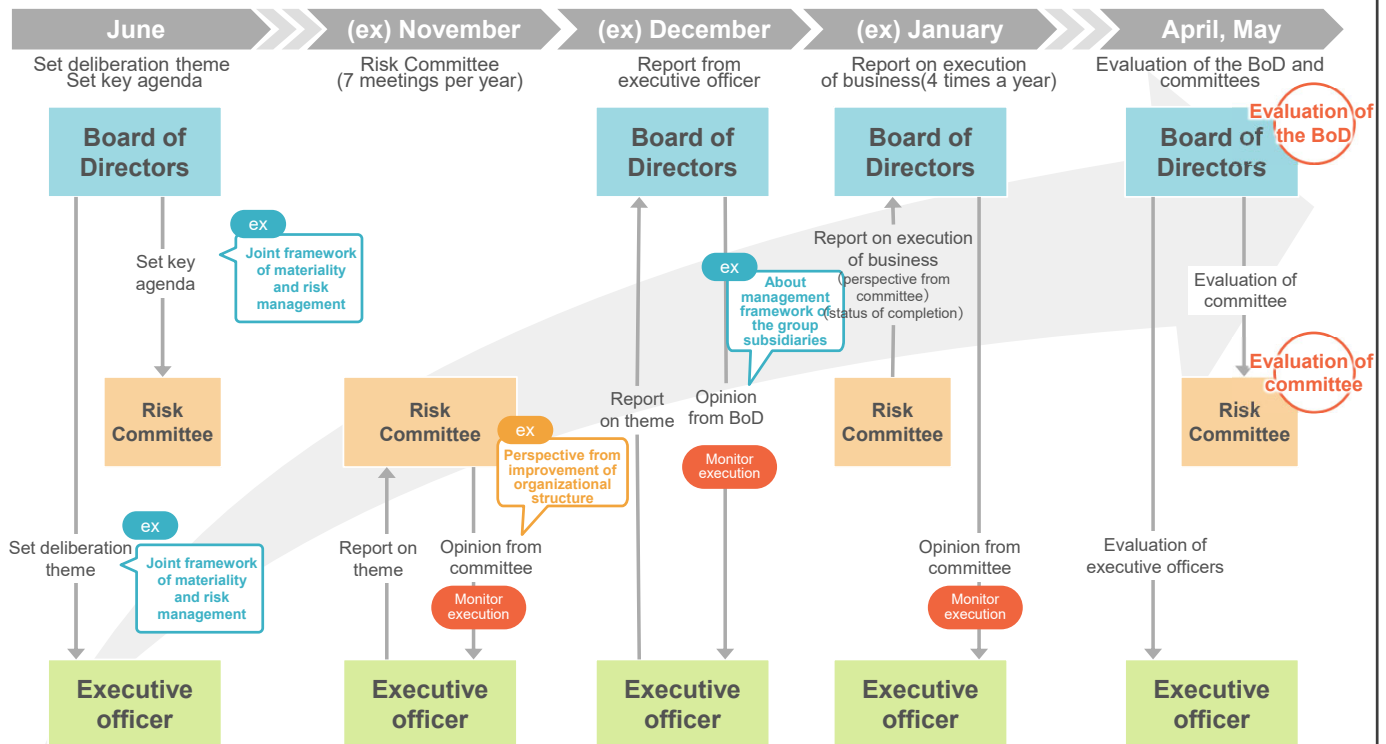 June
(ex) November
(ex) December
(ex) January
April, May
Set deliberation theme
Set key agenda
Risk Committee
(7 meetings per year)
Report from
executive officer
Report on execution
of business(4 times a year)
Evaluation of the BoD and
committees
Board of
Directors
Board of
Directors
Board of
Directors
Board of
Directors
Evaluation of
the BoD
Set key
agenda
ex
Joint framework
of materiality
and risk
management
ex
About
management
framework of
the group
subsidiaries
Report on execution
of business
(perspective from
committee)
(status of completion)
Evaluation of
committee
Evaluation of
committee
Risk
Committee
Risk
Committee
ex
Perspective from
improvement of
organizational
structure
Report
on theme
Opinion
from BoD
Monitor
execution
Risk
Committee
Risk
Committee
Set deliberation
theme
ex
Joint framework
of materiality
and risk
management
Report on
theme
Opinion from
committee
Monitor
execution
Opinion from
committee
Monitor
execution
Evaluation of
executive officers
Executive
officer
Executive
officer
Executive
officer
Executive
officer
Executive
officer